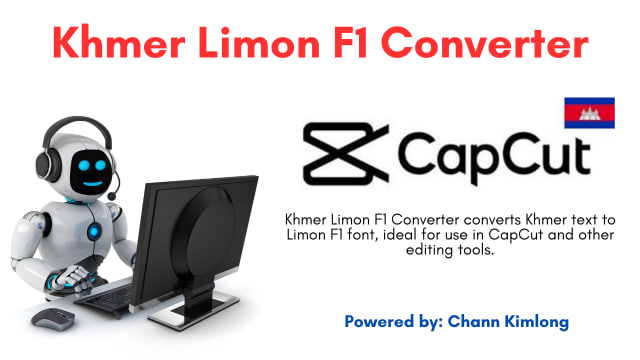 Khmer Limon F1 Converter
CapCut
Khmer Limon F1 Converter converts Khmer text to
Limon F1 font, ideal for use in CapCut and other
editing tools.
Powered by: Chann Kimlong